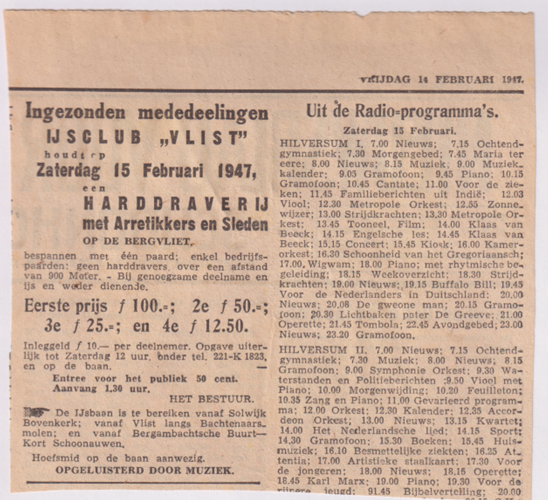 VRIJDAG 14 FEBRUARI 1947.
Ingezonden mededeelingen
IJSCLUB „VLIST"
houdt op
Zaterdag 15 Februari 1947,
een
HARDDRAVERIJ
met Arretikkers en Sleden
OP DE BERGVLIET,
bespannen met één paard; enkel bedrijfs-
paarden: geen harddravers, over een afstand
van 900 Meter. - Bij genoegzame deelname en
ijs en weder dienende.
Eerste prijs ƒ 100.=; 2e ƒ 50.=;
3e ƒ 25.=; en 4e ƒ 12.50.
Inleggeld ƒ 10.— per deelnemer. Opgave uiter-
lijk tot Zaterdag 12 uur, onder tel. 221-K 1823,
en op de baan.
Entree voor het publiek 50 cent.
Aanvang 1.30 uur.
HET BESTUUR.
De IJsbaan is te bereiken vanaf Solwijk
Bovenkerk; vanaf Vlist langs Bachtenaars
molen; en vanaf Bergambachtsche Buurt—
Kort Schoonauwen.
Hoefsmid op de baan aanwezig.
OPGELUISTERD DOOR MUZIEK.
Uit de Radio=programma's.
Zaterdag 15 Februari.
HILVERSUM I, 7.00 Nieuws; 7.15 Ochtend-
gymnastiek; 7.30 Morgengebed; 7.45 Maria ter
eere; 8.00 Nieuws; 8.15 Muziek; 9.00 Muziek-
kalender; 9.03 Gramofoon; 9.45 Piano; 10.15
Gramofoon; 10.45 Cantate; 11.00 Voor de zie-
ken; 11.45 Familieberichten uit Indië; 12.03
Viool; 12.30 Metropole Orkest; 12.55 Zonne-
wijzer; 13.00 Strijdkrachten; 13.30 Metropole Or-
kest; 13.45 Tooneel, Film; 14.00 Klaas van
Beeck; 14.15 Engelsche les; 14.45 Klaas van
Beeck; 15.15 Concert; 15.45 Kiosk; 16.00 Kamer-
orkest; 16.30 Schoonheid van het Gregoriaansch;
17.00, Wigwam; 18.00 Piano; met rhytmische be-
geleiding; 18.15 Weekoverzicht; 18.30 Strijd-
krachten; 19.00 Nieuws,;19.15 Buffalo Bill; 19.45
Voor de Nederlanders in Duitschland; 20.00
Nieuws; 20.08 De gewone man; 20.15 Gramo-
foon; 20.30 Lichtbaken pater De Greeve; 21.00
Operette; 21.45 Tombola; 22.45 Avondgebed; 23.00
Nieuws; 23.20 Gramofoon.
HILVERSUM II. 7.00 Nieuws; 7.15 Ochtend-
gymnastiek; 7.30 Muziek; 8.00 Nieuws; 8.15
Gramofoon; 9.00 Symphonie Orkest; 9.30 Wa-
terstanden en Politieberichten ;9.50 Viool met
Piano; 10.00 Morgenwijding; 10.20 Feuilleton;
10.35 Zang en Piano; 11.00 Gevarieerd program-
ma; 12.00 Orkest; 12.30 Kalender; 12.35 Accor-
deon Orkest; 13.00 Nieuws; 13.15 Kwartet;
14.00 Het Nederlandsche lied; 14.15 Sport;
14.30 Gramofoon; 15.30 Boeken; 15.45 Huls-
muziek; 16.10 Besmettelijke ziekten; 16.25 At-
tentia; 17.00 Artistieke staalkaart; 17.30 Voor
de jongeren; 18.00 Nieuws; 18.15 Operette;
18.45 Karl Marx; 19.00 Piano; 19.30 Voor de
rijpere jeugd; 91.45 Bijbelvertelling; 20.00